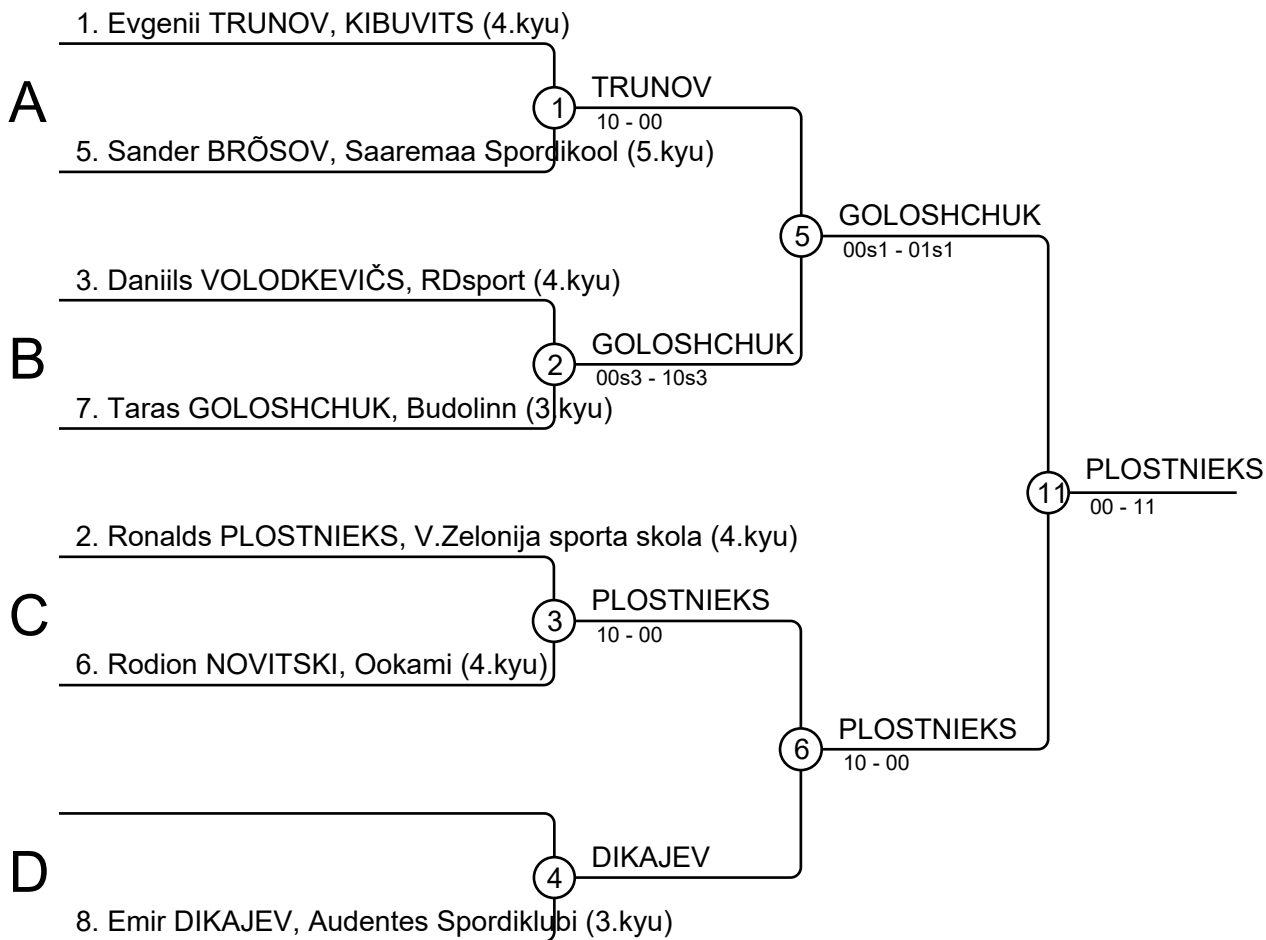 1. Evgenii TRUNOV, KIBUVITS (4.kyu)
A
1
TRUNOV
10 - 00
5. Sander BRÕSOV, Saaremaa Spordikool (5.kyu)
5
GOLOSHCHUK
00s1 - 01s1
3. Daniils VOLODKEVIČS, RDsport (4.kyu)
B
2
GOLOSHCHUK
00s3 - 10s3
7. Taras GOLOSHCHUK, Budolinn (3.kyu)
11
PLOSTNIEKS
00 - 11
2. Ronalds PLOSTNIEKS, V.Zelonija sporta skola (4.kyu)
C
3
PLOSTNIEKS
10 - 00
6. Rodion NOVITSKI, Ookami (4.kyu)
6
PLOSTNIEKS
10 - 00
D
4
DIKAJEV
8. Emir DIKAJEV, Audentes Spordiklubi (3.kyu)